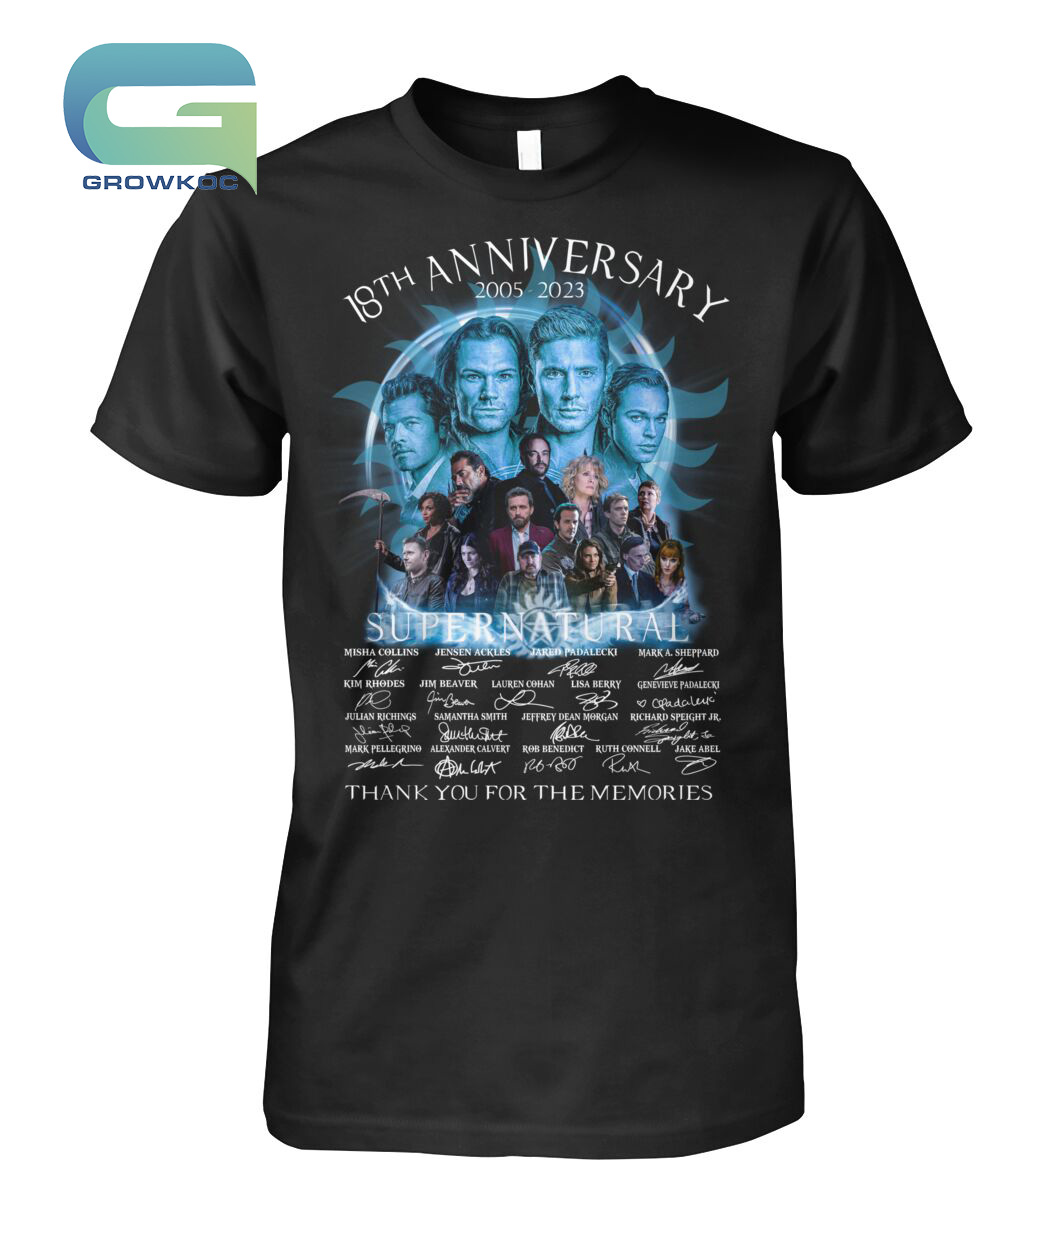 GROWKOC
18TH ANNIVERSARY
2005 - 2023
SUPERNATURAL
MISHA COLLINS JENSEN ACKLES JARED PADALECKI MARK A. SHEPPARD
KIM RHODES JIM BEAVER LAUREN COHAN LISA BERRY GENEVIEVE PADALECKI
JULIAN RICHINGS SAMANTHA SMITH JEFFREY DEAN MORGAN RICHARD SPEIGHT JR.
MARK PELLEGRINO ALEXANDER CALVERT ROB BENEDICT RUTH CONNELL JAKE ABEL
THANK YOU FOR THE MEMORIES